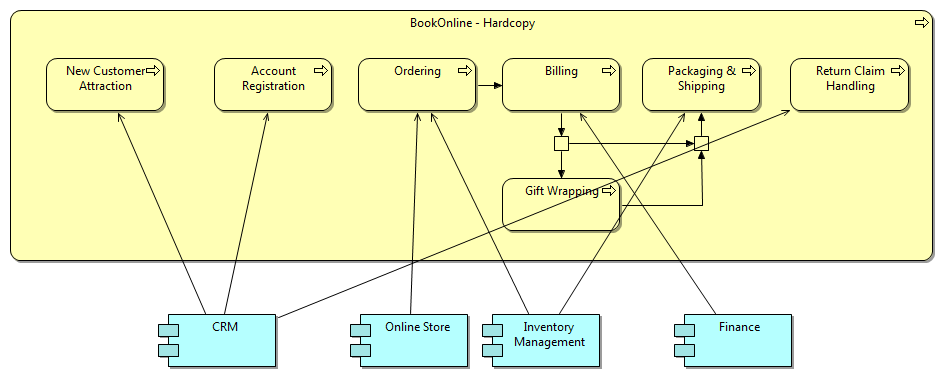 BookOnline - Hardcopy
New Customer
Attraction
Account
Registration
Ordering
Billing
Packaging &
Shipping
Return Claim
Handling
Gift Wrapping
CRM
Online Store
Inventory
Management
Finance